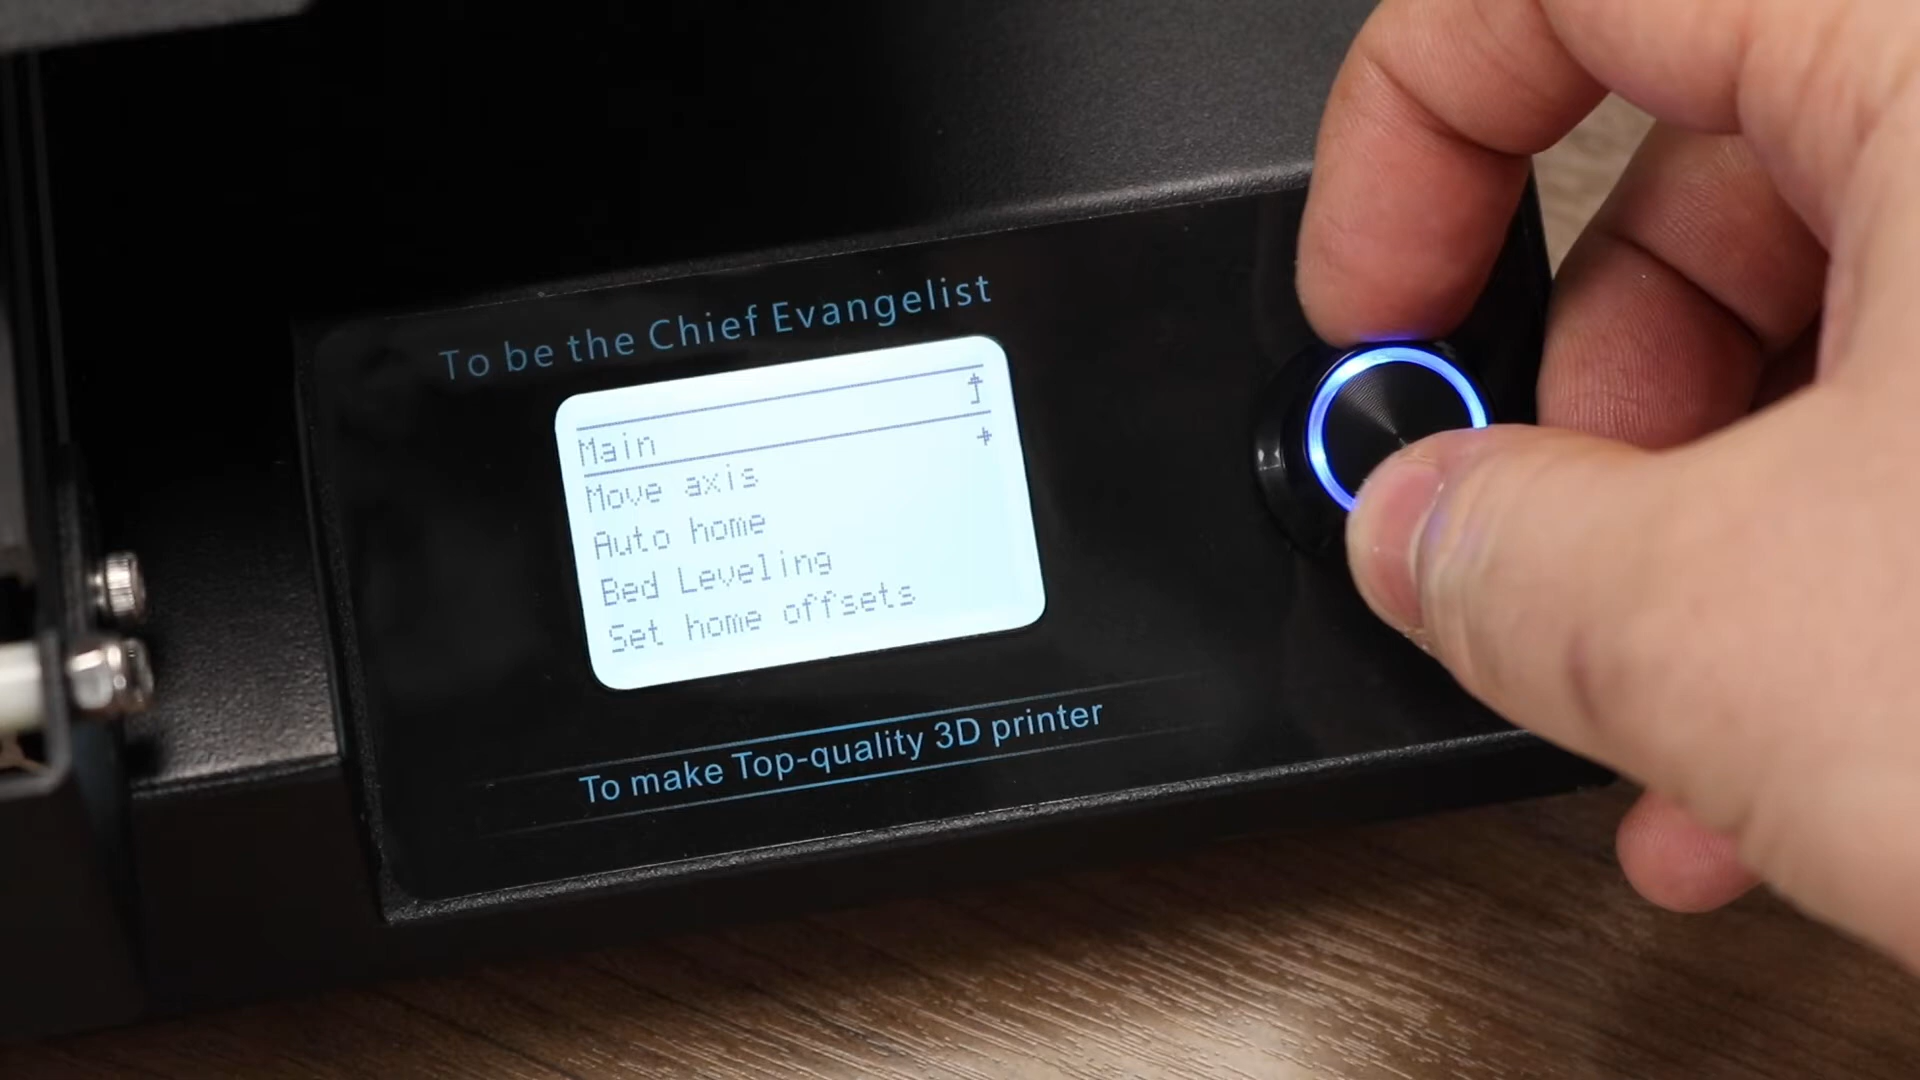 To be the Chief Evangelist
Main
Move axis
Auto home
Bed Leveling
Set home offsets
To make Top-quality 3D printer